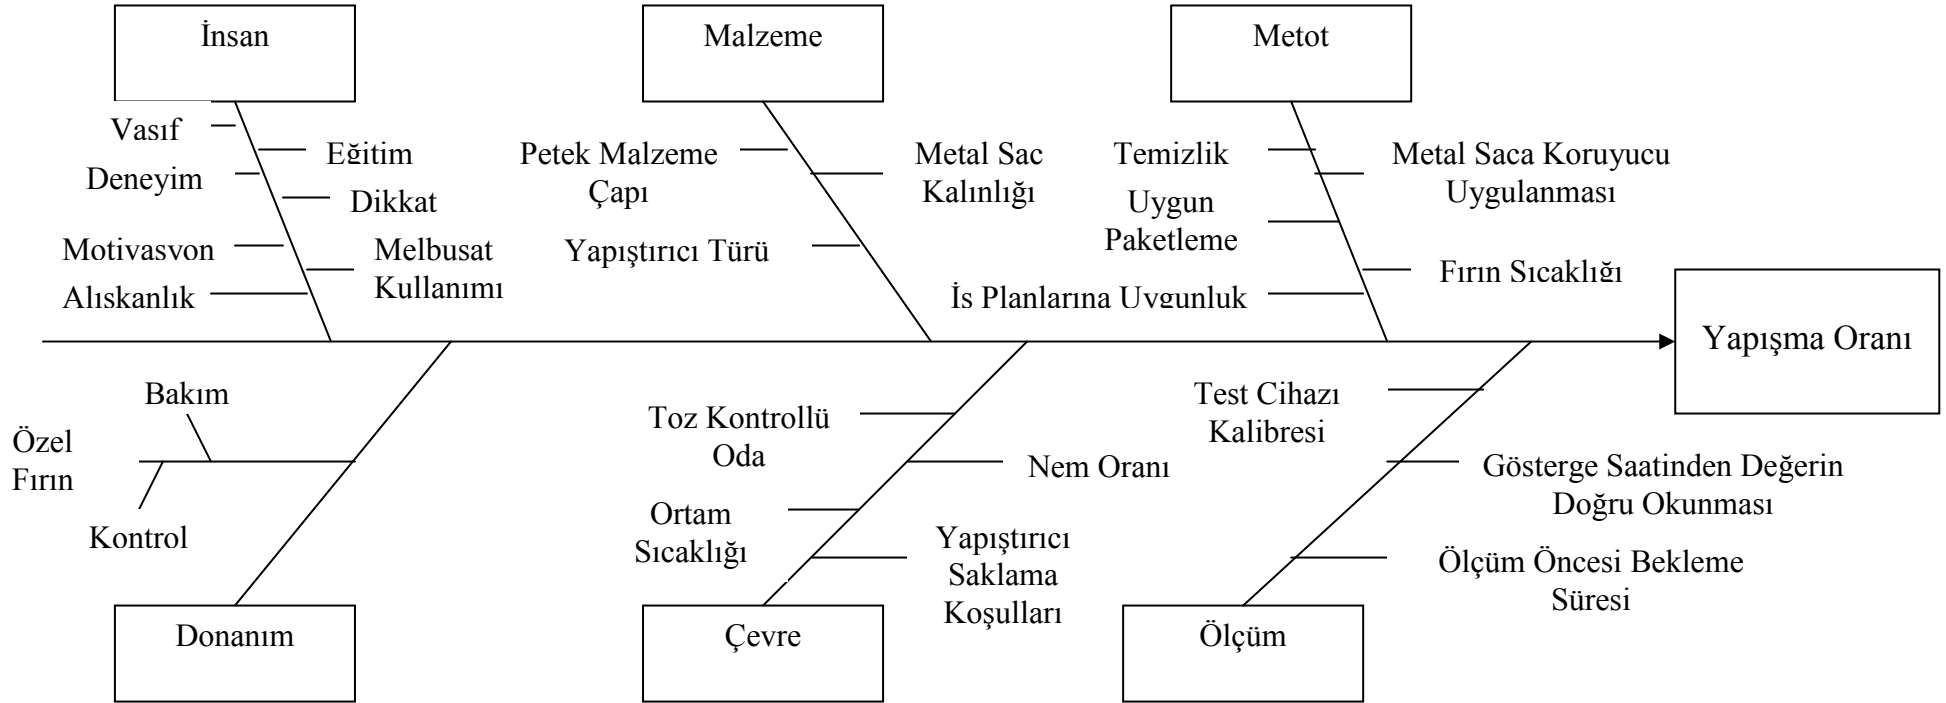 İnsan
Malzeme
Metot
Vasıf
Deneyim
Motivasyon
Alışkanlık
Eğitim
Dikkat
Melbusat
Kullanımı
Petek Malzeme
Çapı
Yapıştırıcı Türü
Metal Sac
Kalınlığı
Temizlik
Uygun
Paketleme
İş Planlarına Uygunluk
Metal Saca Koruyucu
Uygulanması
Fırın Sıcaklığı
Yapışma Oranı
Bakım
Özel
Fırın
Kontrol
Toz Kontrollü
Oda
Ortam
Sıcaklığı
Nem Oranı
Yapıştırıcı
Saklama
Koşulları
Test Cihazı
Kalibresi
Gösterge Saatinden Değerin
Doğru Okunması
Ölçüm Öncesi Bekleme
Süresi
Donanım
Çevre
Ölçüm